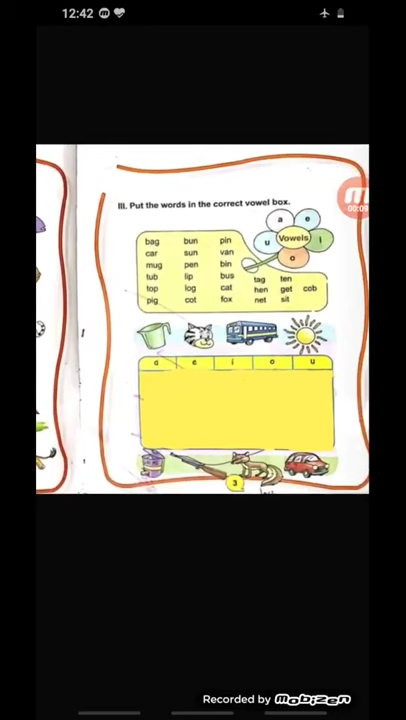 12:42
III. Put the words in the correct vowel box.
00:09
a e
u Vowels i
o
bag bun pin
car sun van
mug pen bin
tub lip bus
top log cat
pig cot fox
tag ten
hen get cob
net sit
a e i o u
3
Recorded by mobizen